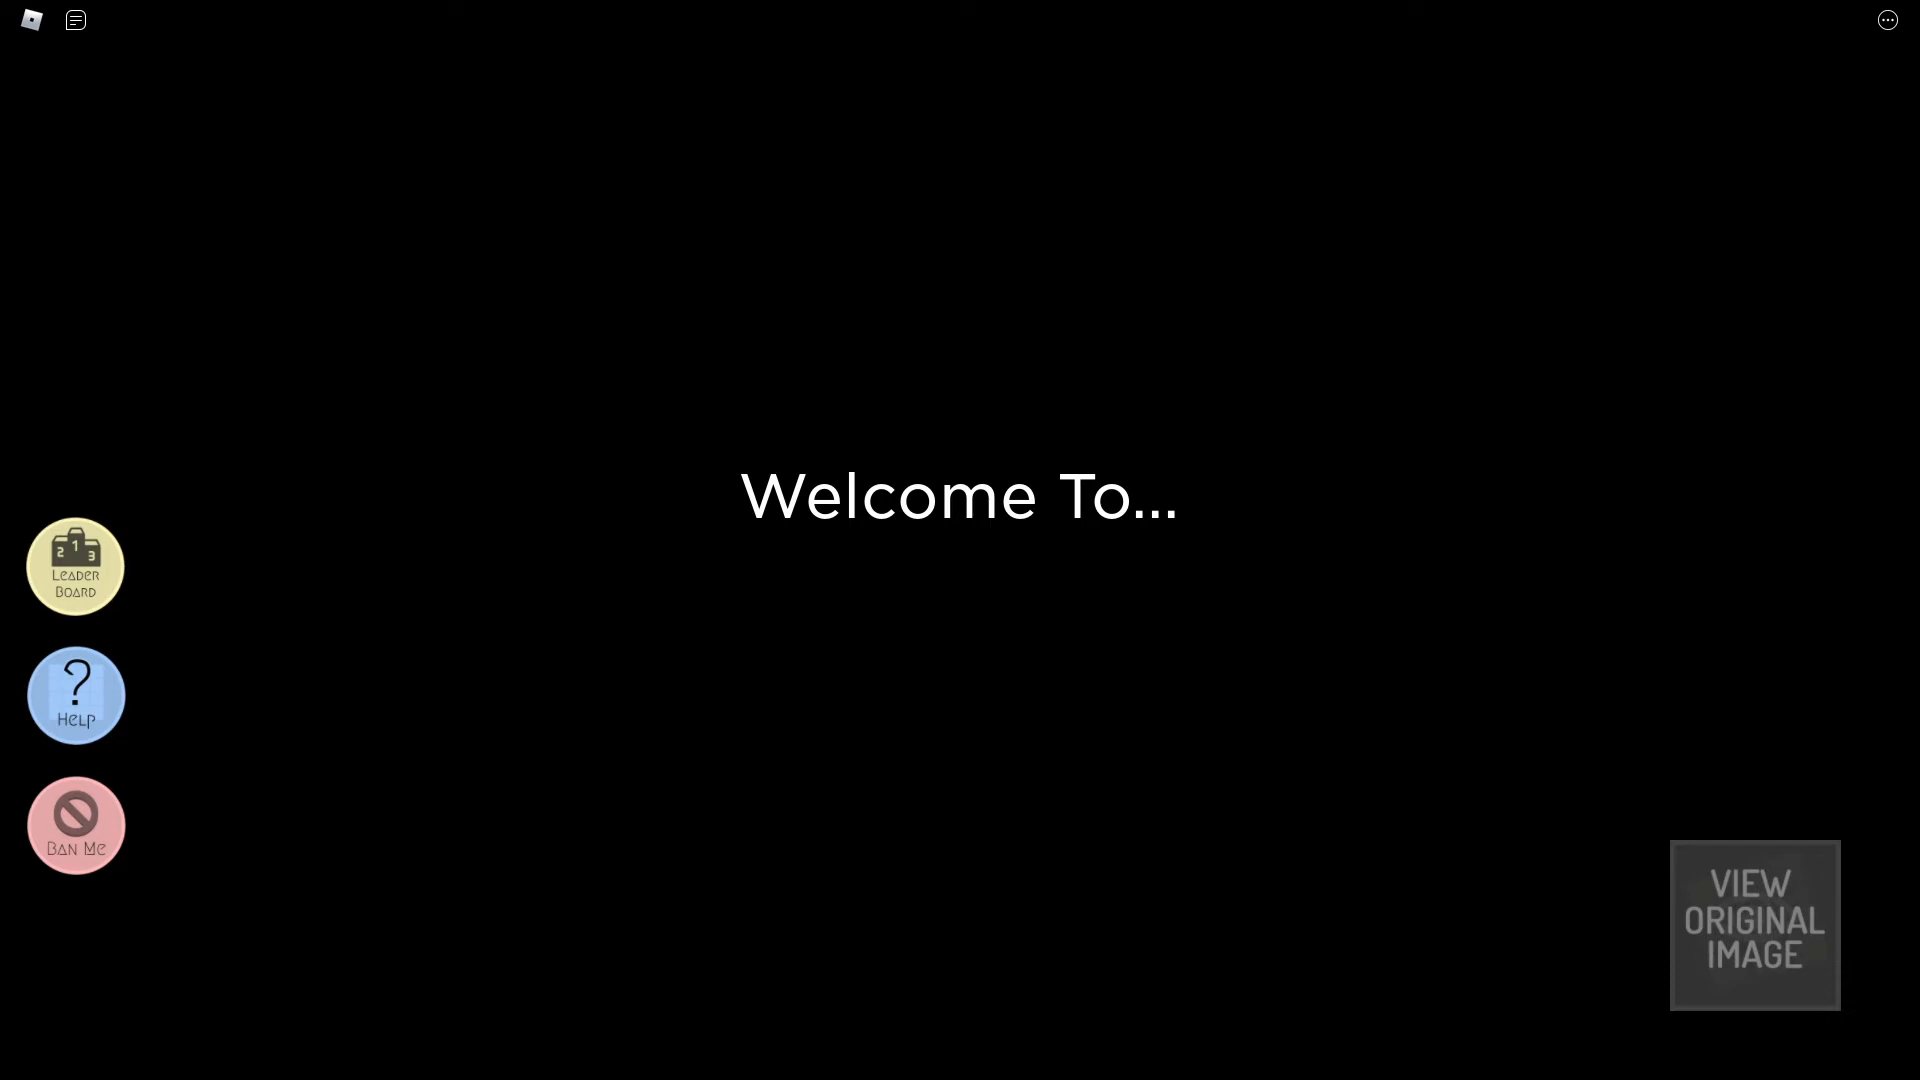 Welcome To...
2 1 3
Leader
Board
?
Help
Ban Me
VIEW
ORIGINAL
IMAGE